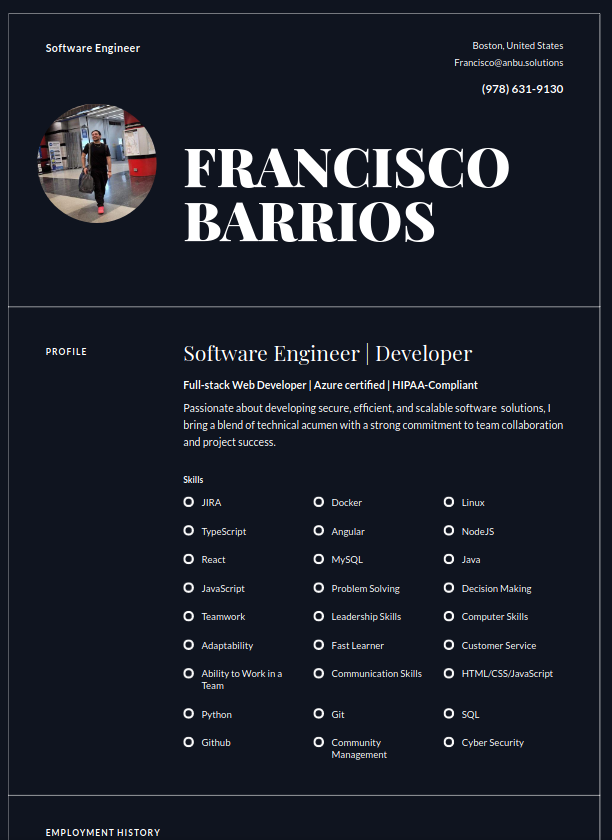 Software Engineer
Boston, United States
Francisco@anbu.solutions
(978) 631-9130
FRANCISCO
BARRIOS
PROFILE
Software Engineer | Developer
Full-stack Web Developer | Azure certified | HIPAA-Compliant
Passionate about developing secure, efficient, and scalable software solutions, I
bring a blend of technical acumen with a strong commitment to team collaboration
and project success.
Skills
JIRA
Docker
Linux
TypeScript
Angular
NodeJS
React
MySQL
Java
JavaScript
Problem Solving
Decision Making
Teamwork
Leadership Skills
Computer Skills
Adaptability
Fast Learner
Customer Service
Ability to Work in a
Team
Communication Skills
HTML/CSS/JavaScript
Python
Git
SQL
Github
Community
Management
Cyber Security
EMPLOYMENT HISTORY